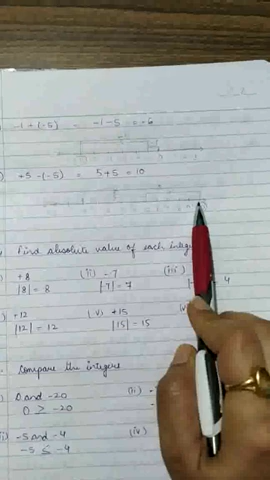 -1 + (-5) = -1 - 5 = -6
+5 - (-5) = 5 + 5 = 10
Find absolute value of each
+8 (ii) -7 (iii)
|8| = 8 |7| = 7 4
+12 (v) +15
|12| = 12 |15| = 15
Compare the integers
0 and -20 (ii)
0 ≥ -20
-5 and -4 (iv)
-5 ≤ -4